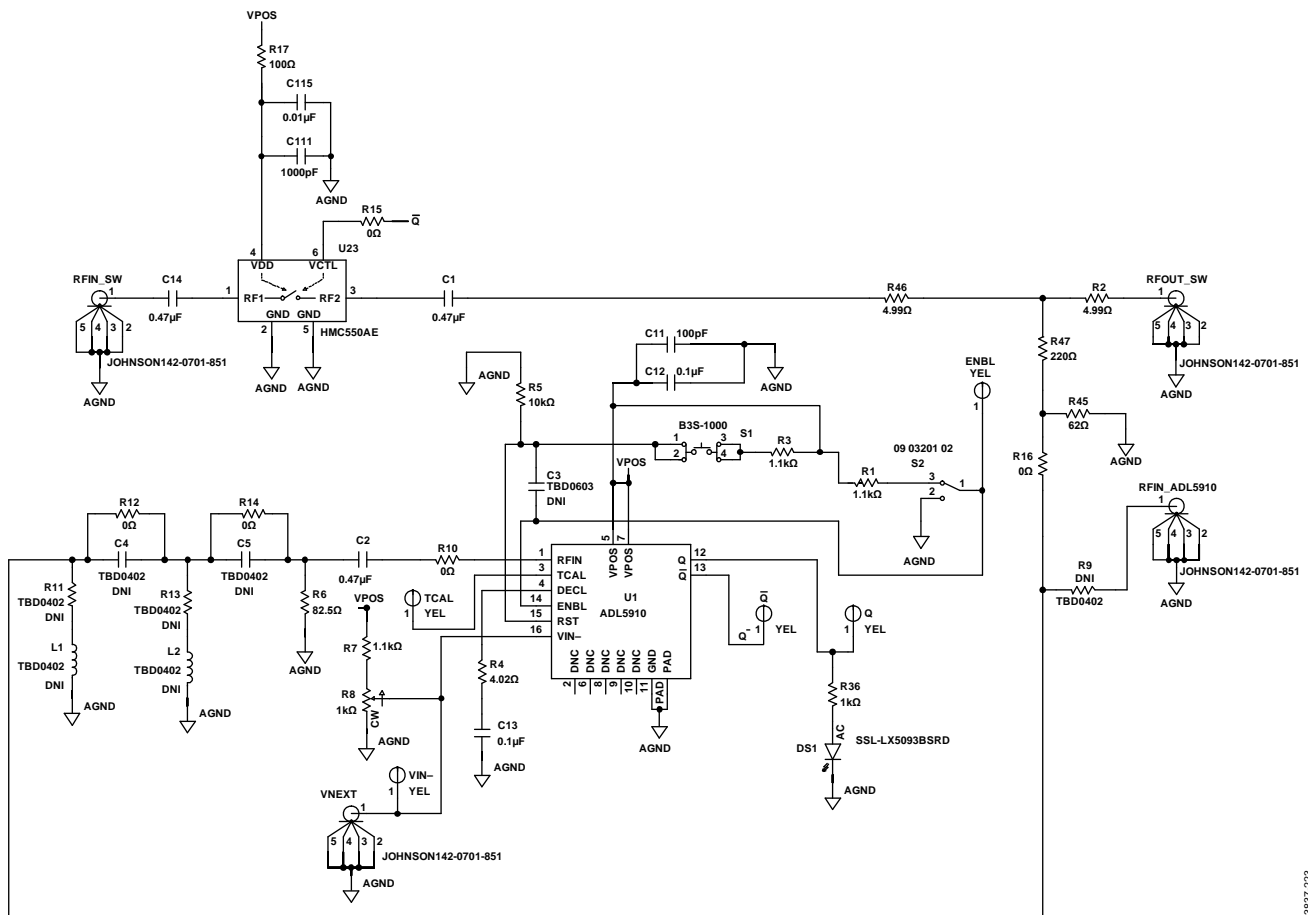 VPOS
R17
100Ω
C115
0.01µF
C111
1000pF
AGND
R15
0Ω
Q
4
6
U23
VDD
VCTL
RFIN_SW
1
C14
0.47µF
1
RF1
RF2
3
GND
GND
HMC550AE
2
5
C1
0.47µF
R46
4.99Ω
R2
4.99Ω
RFOUT_SW
1
5
4
3
2
JOHNSON142-0701-851
AGND
AGND
AGND
5
4
3
2
JOHNSON142-0701-851
AGND
C11
100pF
C12
0.1µF
AGND
R47
220Ω
R45
62Ω
AGND
R16
0Ω
AGND
R5
10kΩ
B3S-1000
1
2
3
4
S1
R3
1.1kΩ
ENBL
YEL
1
R1
1.1kΩ
09 03201 02
S2
3
2
1
AGND
C3
TBD0603
DNI
VPOS
RFIN_ADL5910
1
5
4
3
2
JOHNSON142-0701-851
AGND
R9
DNI
TBD0402
R12
0Ω
C4
TBD0402
DNI
R14
0Ω
C5
TBD0402
DNI
C2
0.47µF
R10
0Ω
R11
TBD0402
DNI
L1
TBD0402
DNI
AGND
R13
TBD0402
DNI
L2
TBD0402
DNI
AGND
R6
82.5Ω
AGND
VPOS
R7
1.1kΩ
R8
1kΩ
CW
AGND
TCAL
YEL
1
1
3
4
14
15
16
RFIN
TCAL
DECL
ENBL
RST
VIN–
5
7
VPOS
VPOS
U1
ADL5910
Q
Q
12
13
DNC
DNC
DNC
DNC
DNC
GND
PAD
2
6
8
9
10
11
PAD
AGND
R4
4.02Ω
C13
0.1µF
AGND
Q
YEL
1
Q
Q
YEL
1
R36
1kΩ
AC
DS1
SSL-LX5093BSRD
AGND
VIN–
YEL
1
VNEXT
1
5
4
3
2
JOHNSON142-0701-851
AGND